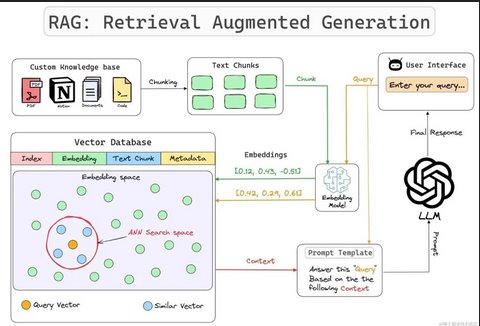 RAG: Retrieval Augmented Generation
Custom Knowledge base
PDF
PDF
Notion
Documents
Code
Chunking
Text Chunks
Chunk
Query
User Interface
Enter your query...
Vector Database
Index
Embedding
Text Chunk
Metadata
Embedding space
ANN Search space
Query Vector
Similar Vector
Embeddings
[0.12, 0.43, -0.51]
[0.42, 0.29, 0.61]
Embedding
Model
Final Response
LLM
Prompt
Context
Prompt Template
Answer this "Query"
Based on the the
following Context